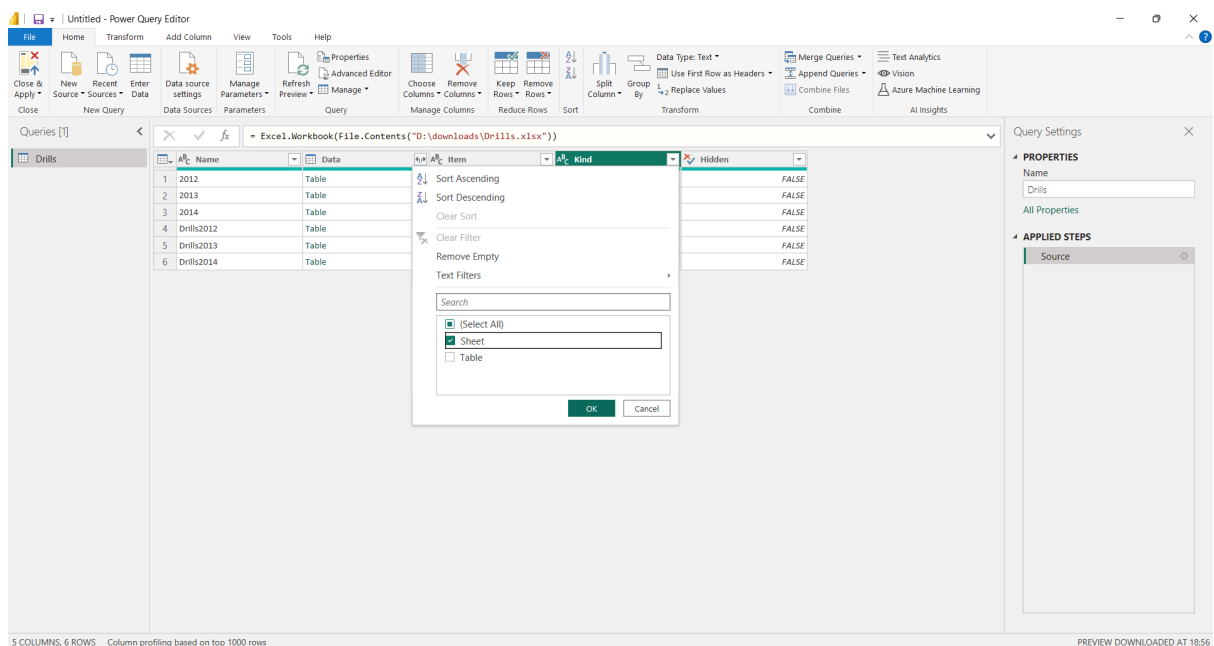 Untitled - Power Query Editor
File Home Transform Add Column View Tools Help
Close & Apply
New Source
Recent Sources
Enter Data
Data source settings
Manage Parameters
Refresh Preview
Properties
Advanced Editor
Manage
Choose Columns
Remove Columns
Keep Rows
Remove Rows
Split Column
Group By
Data Type: Text
Use First Row as Headers
Replace Values
Merge Queries
Append Queries
Combine Files
Text Analytics
Vision
Azure Machine Learning
Close New Query Data Sources Parameters Query Manage Columns Reduce Rows Sort Transform Combine AI Insights
Queries [1]
Drills
= Excel.Workbook(File.Contents("D:\downloads\Drills.xlsx"))
Name Data Item Kind Hidden
1 2012 Table FALSE
2 2013 Table FALSE
3 2014 Table FALSE
4 Drills2012 Table FALSE
5 Drills2013 Table FALSE
6 Drills2014 Table FALSE
Sort Ascending
Sort Descending
Clear Sort
Clear Filter
Remove Empty
Text Filters
Search
(Select All)
Sheet
Table
OK Cancel
Query Settings
PROPERTIES
Name
Drills
All Properties
APPLIED STEPS
Source
5 COLUMNS, 6 ROWS Column profiling based on top 1000 rows PREVIEW DOWNLOADED AT 18:56